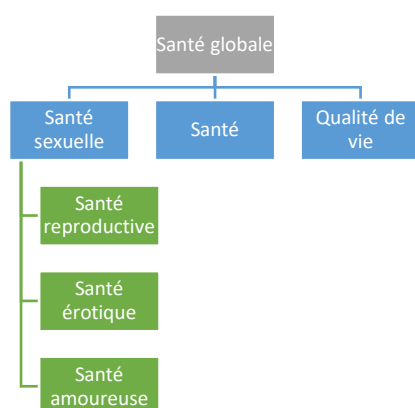 Santé globale
Santé
sexuelle
Santé
Qualité de
vie
Santé
reproductive
Santé
érotique
Santé
amoureuse